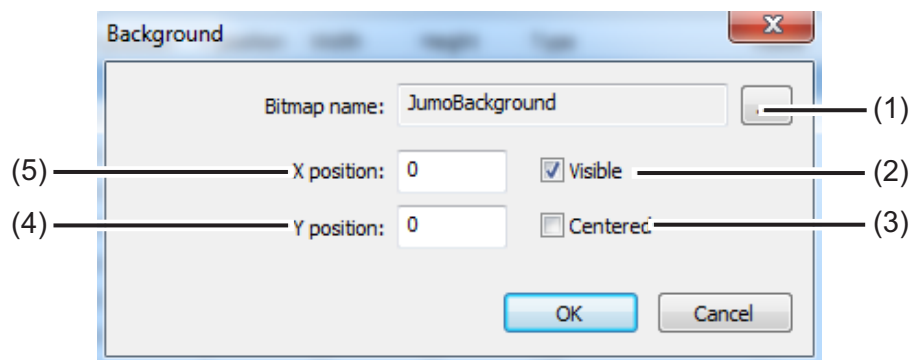 Background
Bitmap name: JumoBackground (1)
(5) X position: 0 Visible (2)
(4) Y position: 0 Centered (3)
OK Cancel